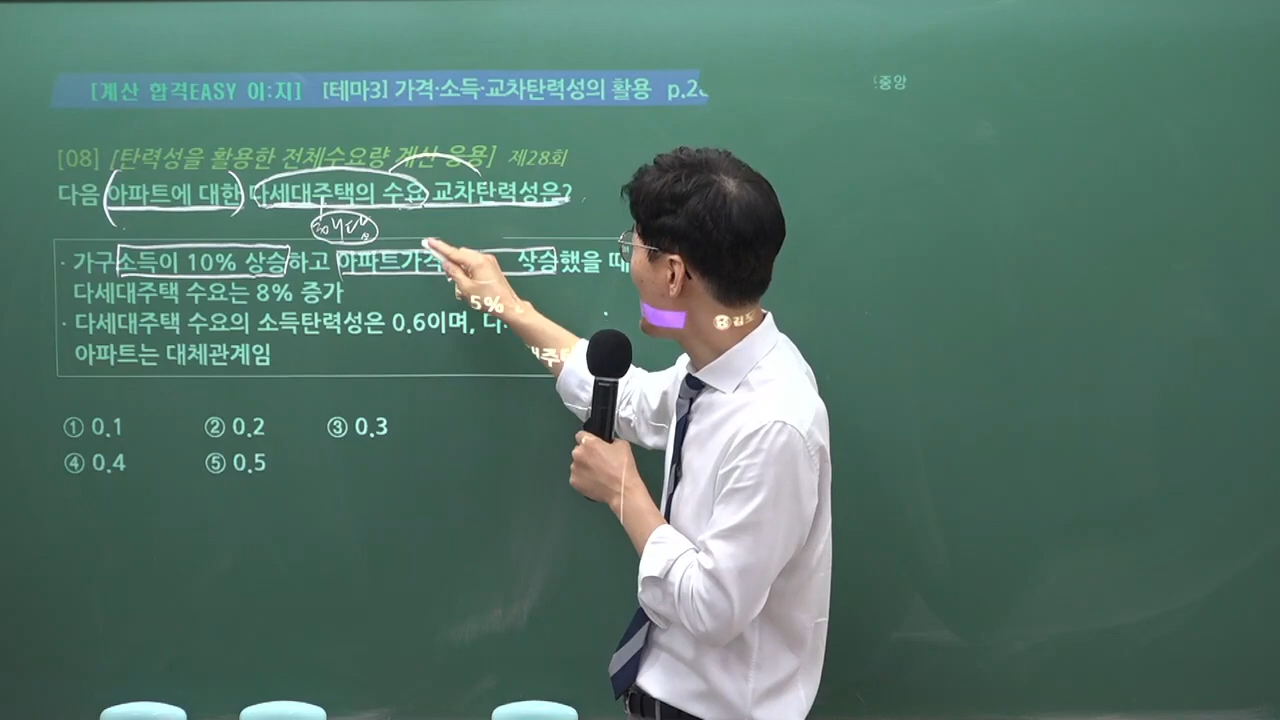 [계산 합격EASY 이:지] [테마3] 가격·소득·교차탄력성의 활용 p.2
중앙
[08] [탄력성을 활용한 전체수요량 계산 응용] 제28회
다음 아파트에 대한 다세대주택의 수요 교차탄력성은?
해당
· 가구소득이 10% 상승하고 아파트가격 5% 상승했을 때
다세대주택 수요는 8% 증가
· 다세대주택 수요의 소득탄력성은 0.6이며,
아파트는 대체관계임
① 0.1 ② 0.2 ③ 0.3
④ 0.4 ⑤ 0.5